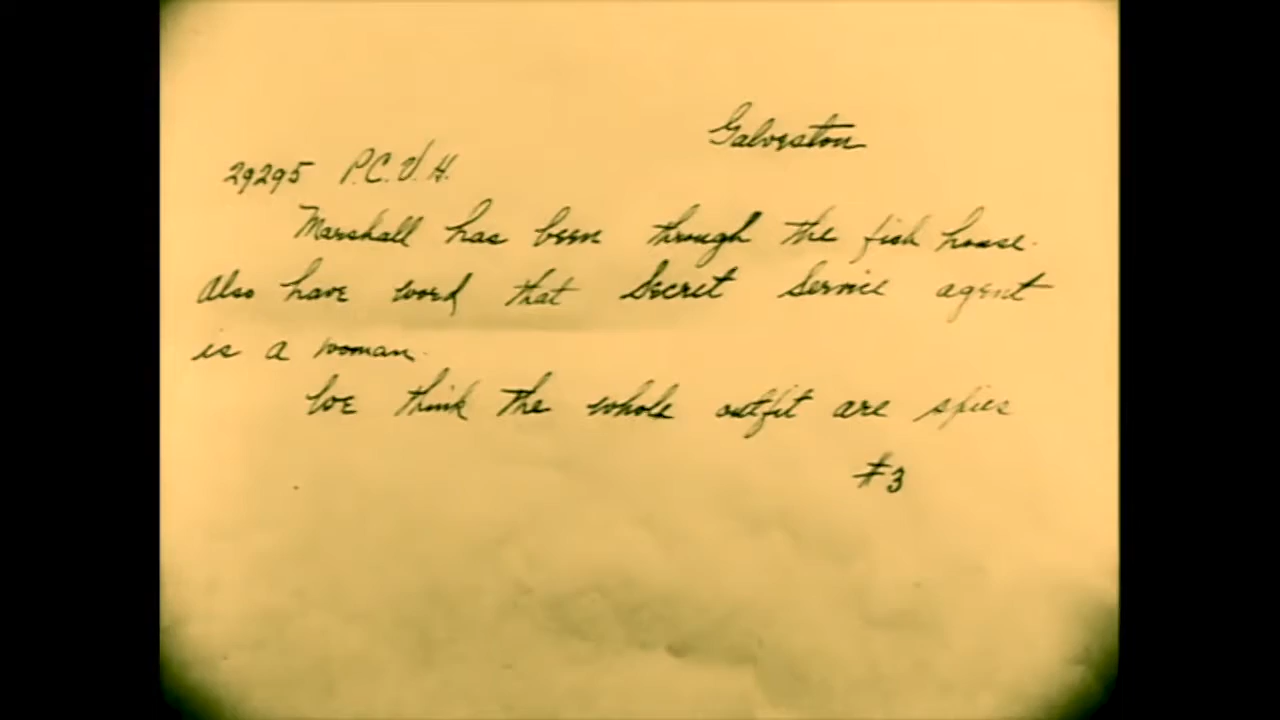 Galveston
29295 P.C.V.H.
Marshall has been through the fish house.
Also have word that Secret Service agent
is a woman.
We think the whole outfit are spies
#3